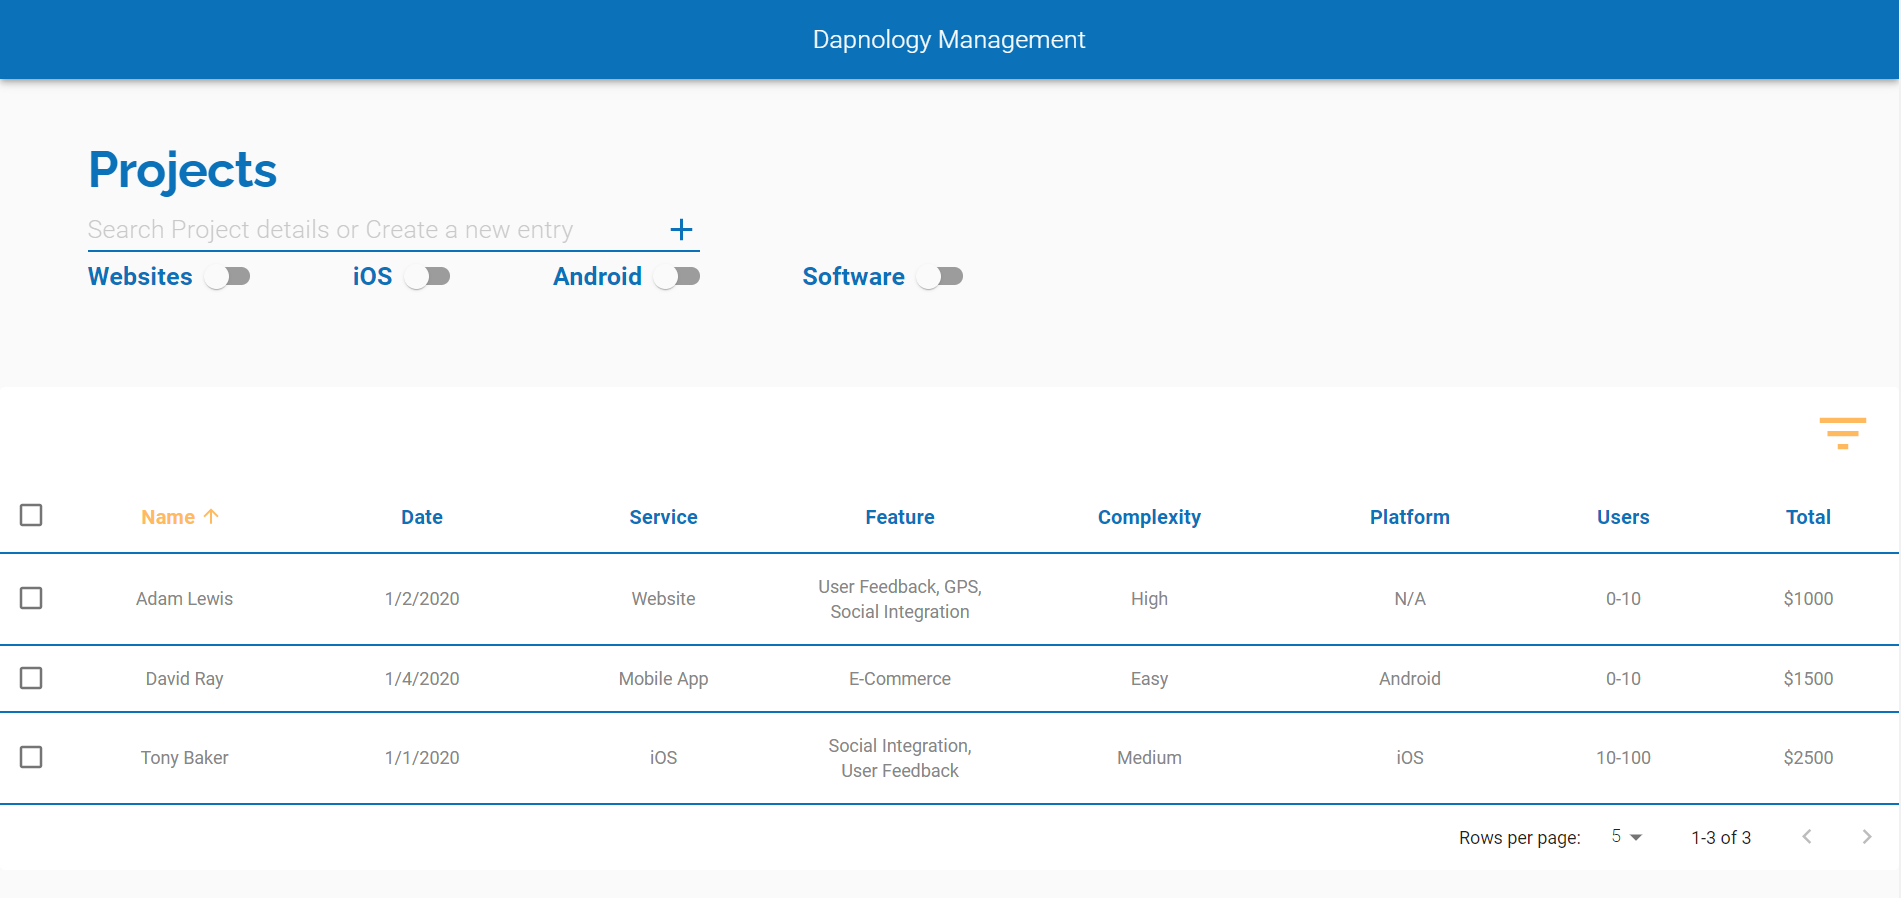 Dapnology Management
Projects
Search Project details or Create a new entry
Websites iOS Android Software
Name Date Service Feature Complexity Platform Users Total
Adam Lewis 1/2/2020 Website User Feedback, GPS, High N/A 0-10 $1000
Social Integration
David Ray 1/4/2020 Mobile App E-Commerce Easy Android 0-10 $1500
Tony Baker 1/1/2020 iOS Social Integration, Medium iOS 10-100 $2500
User Feedback
Rows per page: 5 1-3 of 3